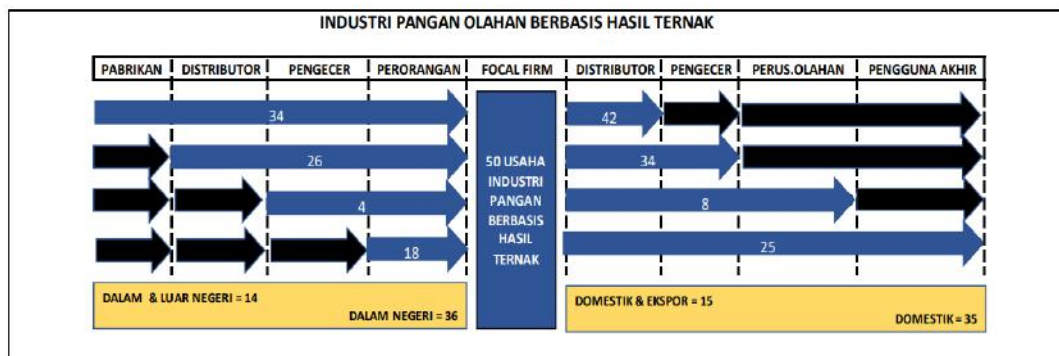 INDUSTRI PANGAN OLAHAN BERBASIS HASIL TERNAK
PABRIKAN DISTRIBUTOR PENGECER PERORANGAN FOCAL FIRM DISTRIBUTOR PENGECER PERUS.OLAHAN PENGGUNA AKHIR
34
42
26
34
4
8
18
25
50 USAHA
INDUSTRI
PANGAN
BERBASIS
HASIL
TERNAK
DALAM & LUAR NEGERI = 14
DALAM NEGERI = 36
DOMESTIK & EKSPOR = 15
DOMESTIK = 35